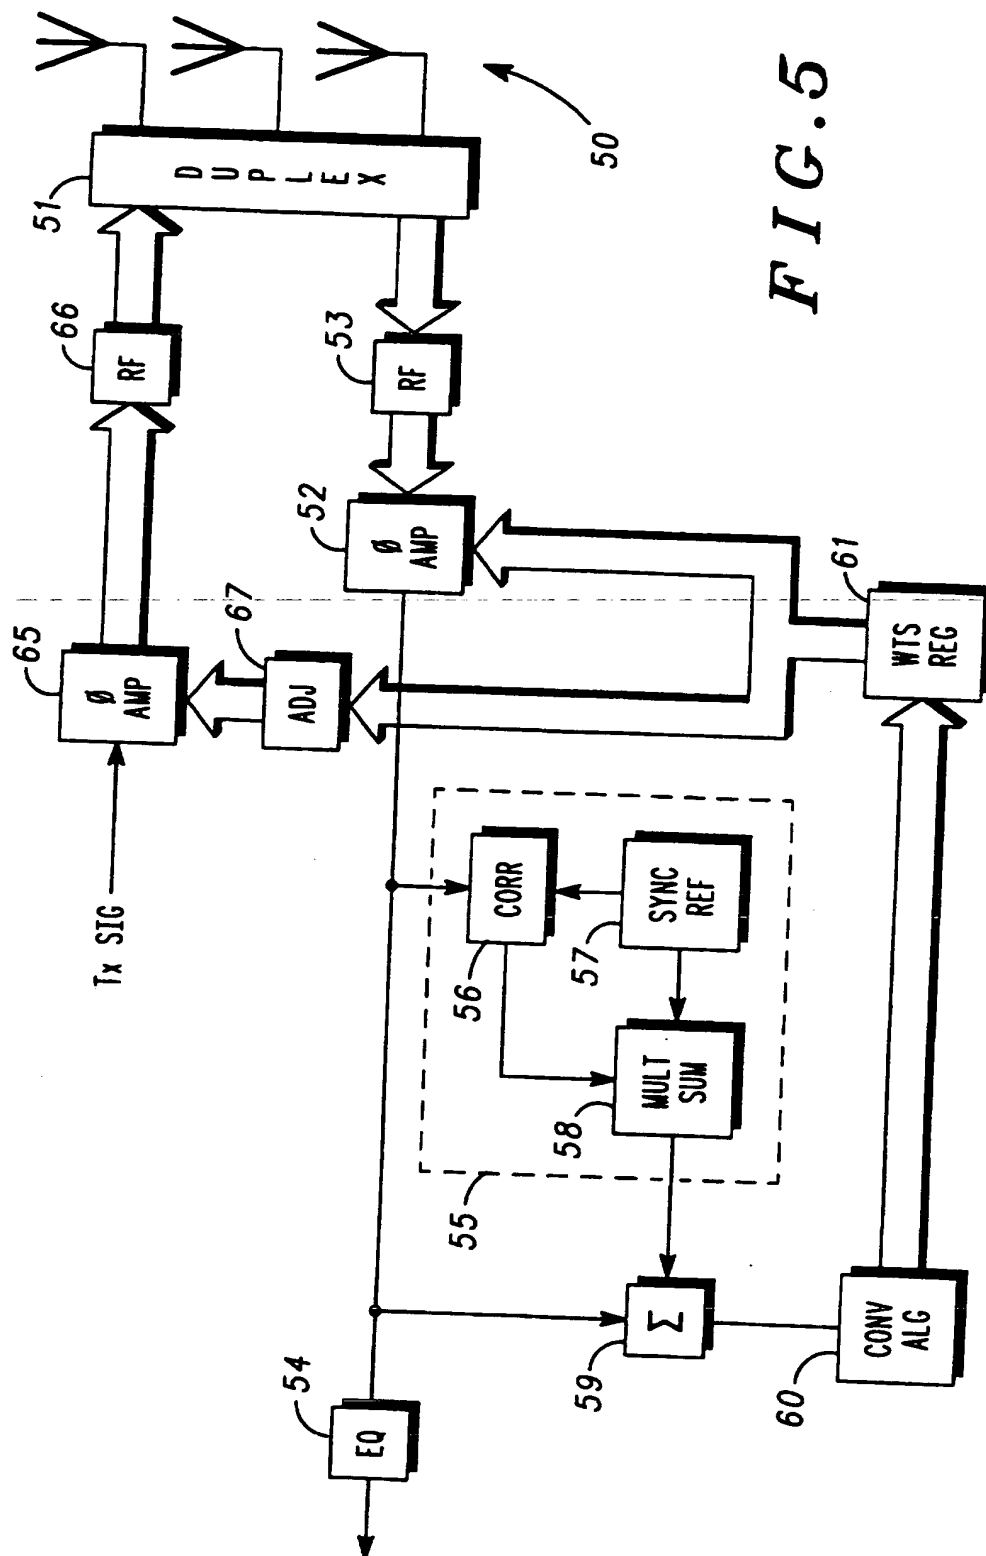 Tx SIG
65
Ø
AMP
66
RF
51
DUPLEX
67
ADJ
52
Ø
AMP
53
RF
50
54
EQ
55
56
CORR
57
SYNC
REF
58
MULT
SUM
59
Σ
60
CONV
ALG
61
WTS
REG
FIG.5